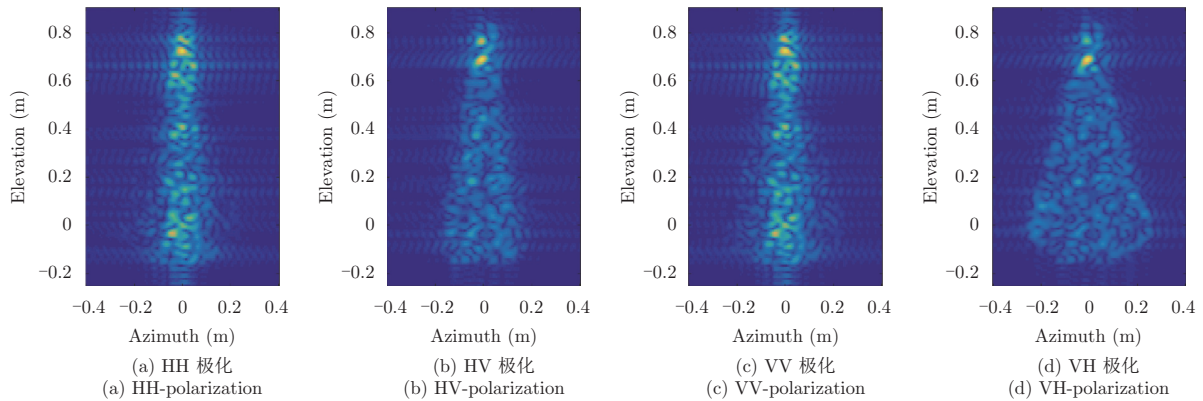 0.8
0.6
0.4
0.2
0
−0.2
Elevation (m)
−0.4 −0.2 0 0.2 0.4
Azimuth (m)
(a) HH 极化
(a) HH-polarization
0.8
0.6
0.4
0.2
0
−0.2
Elevation (m)
−0.4 −0.2 0 0.2 0.4
Azimuth (m)
(b) HV 极化
(b) HV-polarization
0.8
0.6
0.4
0.2
0
−0.2
Elevation (m)
−0.4 −0.2 0 0.2 0.4
Azimuth (m)
(c) VV 极化
(c) VV-polarization
0.8
0.6
0.4
0.2
0
−0.2
Elevation (m)
−0.4 −0.2 0 0.2 0.4
Azimuth (m)
(d) VH 极化
(d) VH-polarization